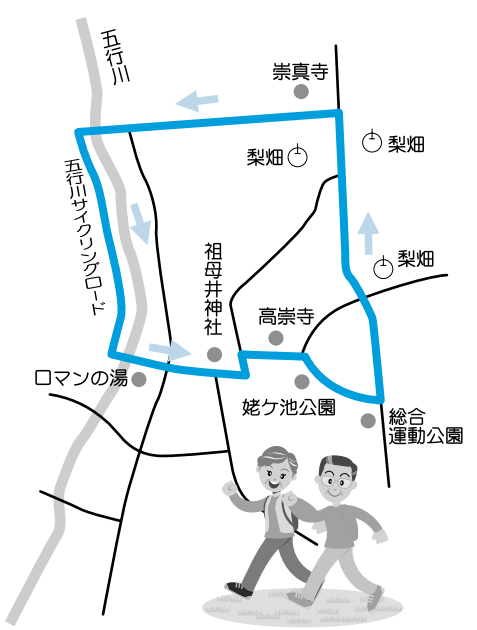 五行川
崇真寺
梨畑
梨畑
五行川サイクリングロード
祖母井神社
梨畑
高崇寺
ロマンの湯
姥ケ池公園
総合
運動公園